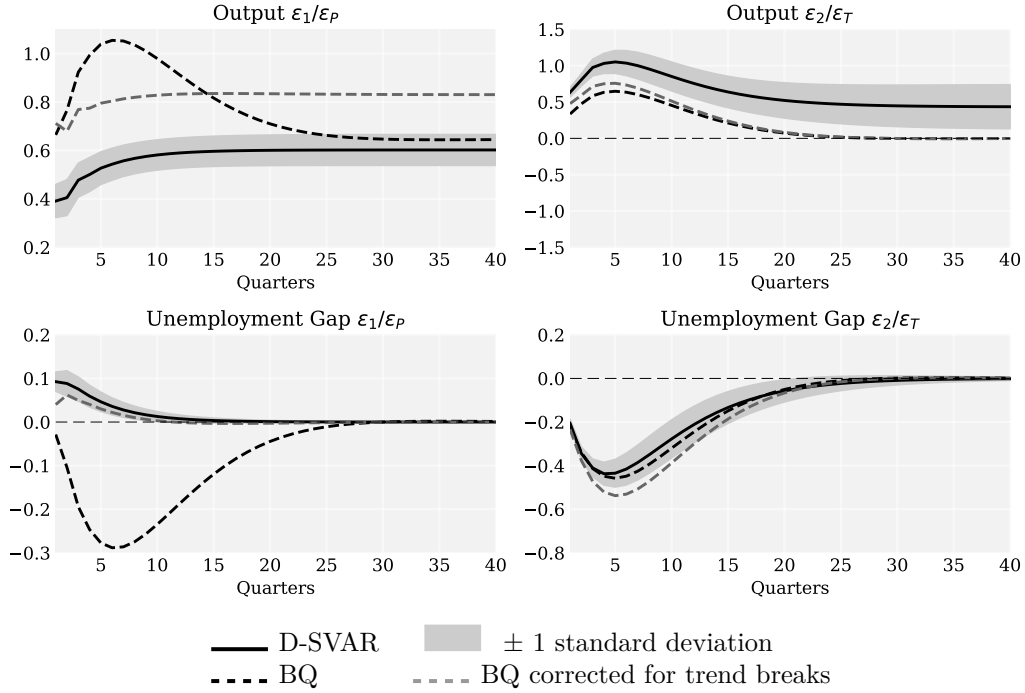 Output ε₁/ε_P
1.0
0.8
0.6
0.4
0.2
5 10 15 20 25 30 35 40
Quarters
Output ε₂/ε_T
1.5
1.0
0.5
0.0
−0.5
−1.0
−1.5
5 10 15 20 25 30 35 40
Quarters
Unemployment Gap ε₁/ε_P
0.2
0.1
0.0
−0.1
−0.2
−0.3
5 10 15 20 25 30 35 40
Quarters
Unemployment Gap ε₂/ε_T
0.2
0.0
−0.2
−0.4
−0.6
−0.8
5 10 15 20 25 30 35 40
Quarters
D-SVAR ± 1 standard deviation
BQ BQ corrected for trend breaks